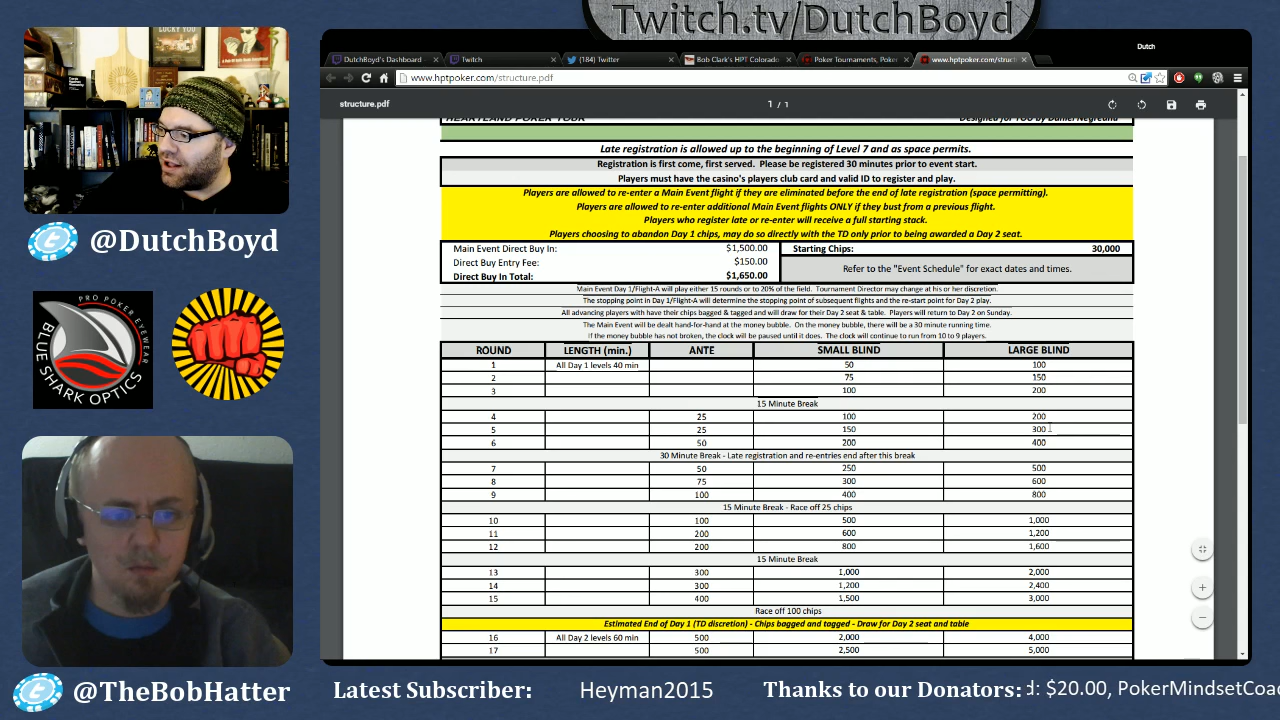 Twitch.tv/DutchBoyd
Dutch
DutchBoyd's Dashboard
Twitch
(184) Twitter
Bob Clark's HPT Colorado
Poker Tournaments, Poker
www.hptpoker.com/struct
www.hptpoker.com/structure.pdf
structure.pdf
1 / 1
HEARTLAND POKER TOUR
Designed for YOU by Daniel Negreanu
Late registration is allowed up to the beginning of Level 7 and as space permits.
Registration is first come, first served. Please be registered 30 minutes prior to event start.
Players must have the casino's players club card and valid ID to register and play.
Players are allowed to re-enter a Main Event flight if they are eliminated before the end of late registration (space permitting).
Players are allowed to re-enter additional Main Event flights ONLY if they bust from a previous flight.
Players who register late or re-enter will receive a full starting stack.
Players choosing to abandon Day 1 chips, may do so directly with the TD only prior to being awarded a Day 2 seat.
Main Event Direct Buy In: $1,500.00
Direct Buy Entry Fee: $150.00
Direct Buy In Total: $1,650.00
Starting Chips: 30,000
Refer to the "Event Schedule" for exact dates and times.
Main Event Day 1/Flight-A will play either 15 rounds or to 20% of the field. Tournament Director may change at his or her discretion.
The stopping point in Day 1/Flight-A will determine the stopping point of subsequent flights and the re-start point for Day 2 play.
All advancing players with have their chips bagged & tagged and will draw for their Day 2 seat & table. Players will return to Day 2 on Sunday.
The Main Event will be dealt hand-for-hand at the money bubble. On the money bubble, there will be a 30 minute running time.
If the money bubble has not broken, the clock will be paused until it does. The clock will continue to run from 10 to 9 players.
ROUND LENGTH (min.) ANTE SMALL BLIND LARGE BLIND
1 All Day 1 levels 40 min 50 100
2 75 150
3 100 200
15 Minute Break
4 25 100 200
5 25 150 300
6 50 200 400
30 Minute Break - Late registration and re-entries end after this break
7 50 250 500
8 75 300 600
9 100 400 800
15 Minute Break - Race off 25 chips
10 100 500 1,000
11 200 600 1,200
12 200 800 1,600
15 Minute Break
13 300 1,000 2,000
14 300 1,200 2,400
15 400 1,500 3,000
Race off 100 chips
Estimated End of Day 1 (TD discretion) - Chips bagged and tagged - Draw for Day 2 seat and table
16 All Day 2 levels 60 min 500 2,000 4,000
17 500 2,500 5,000
LUCKY YOU
@DutchBoyd
PRO POKER EYEWEAR
BLUE SHARK OPTICS
@TheBobHatter
Latest Subscriber: Heyman2015
Thanks to our Donators: d: $20.00, PokerMindsetCoac